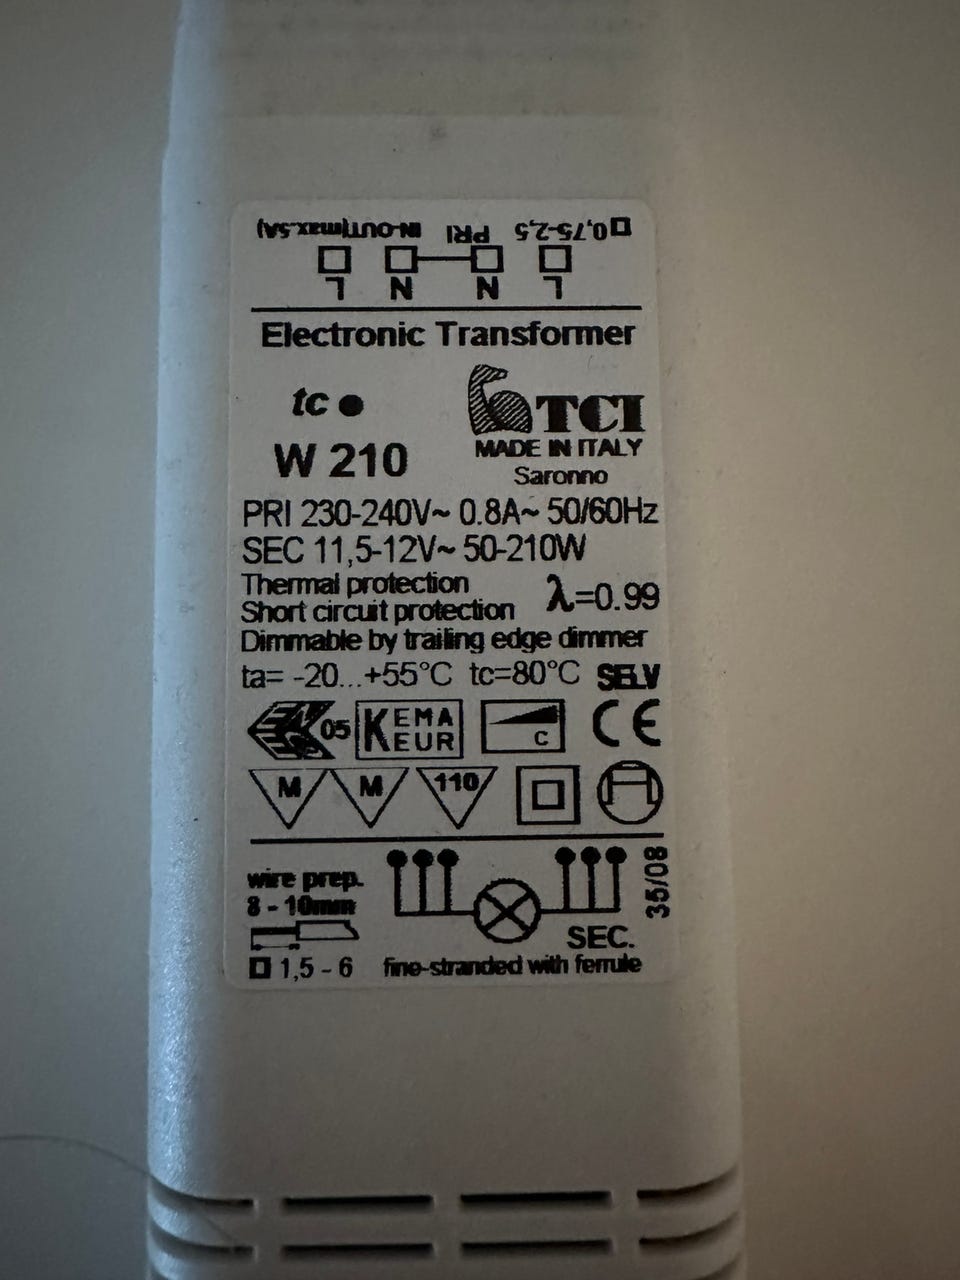 IN-OUT(max.5A) PRI □0,75-2,5
L N N L
Electronic Transformer
tc ●
TCI
W 210
MADE IN ITALY
Saronno
PRI 230-240V~ 0.8A~ 50/60Hz
SEC 11,5-12V~ 50-210W
Thermal protection
Short circuit protection
λ=0.99
Dimmable by trailing edge dimmer
ta= -20...+55°C tc=80°C SELV
05 KEMA
KEUR
C
CE
M M 110
35/08
wire prep.
8 - 10mm
SEC.
□ 1,5 - 6 fine-stranded with ferrule